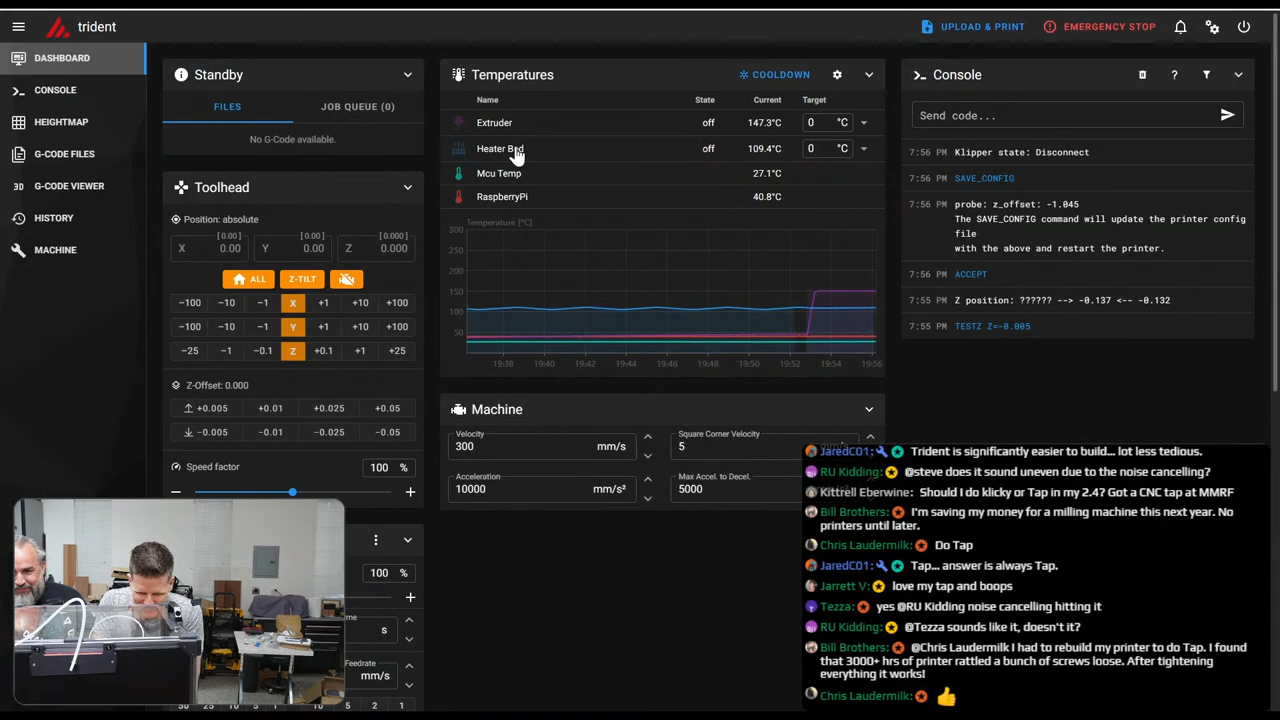 trident
UPLOAD & PRINT
EMERGENCY STOP
DASHBOARD
CONSOLE
HEIGHTMAP
G-CODE FILES
3D
G-CODE VIEWER
HISTORY
MACHINE
Standby
FILES
JOB QUEUE (0)
No G-Code available.
Toolhead
Position: absolute
[ 0.00 ]
X 0.00
[ 0.00 ]
Y 0.00
[ 0.000 ]
Z 0.000
ALL
Z-TILT
−100 −10 −1 X +1 +10 +100
−100 −10 −1 Y +1 +10 +100
−25 −1 −0.1 Z +0.1 +1 +25
Z-Offset: 0.000
+0.005 +0.01 +0.025 +0.05
−0.005 −0.01 −0.025 −0.05
Speed factor
100 %
100 %
s
Feedrate
mm/s
5 2 1
Temperatures
COOLDOWN
Name State Current Target
Extruder off 147.3°C 0 °C
Heater Bed off 109.4°C 0 °C
Mcu Temp 27.1°C
RaspberryPi 40.8°C
Temperature [°C]
300
250
200
150
100
50
19:38 19:40 19:42 19:44 19:46 19:48 19:50 19:52 19:54 19:56
Machine
Velocity
300 mm/s
Square Corner Velocity
5
Acceleration
10000 mm/s²
Max Accel. to Decel.
5000
Console
Send code...
7:56 PM Klipper state: Disconnect
7:56 PM SAVE_CONFIG
7:56 PM probe: z_offset: -1.045
The SAVE_CONFIG command will update the printer config
file
with the above and restart the printer.
7:56 PM ACCEPT
7:55 PM Z position: ?????? --> -0.137 <-- -0.132
7:55 PM TESTZ Z=-0.005
JaredC01: Trident is significantly easier to build... lot less tedious.
RU Kidding: @steve does it sound uneven due to the noise cancelling?
Kittrell Eberwine: Should I do klicky or Tap in my 2.4? Got a CNC tap at MMRF
Bill Brothers: I'm saving my money for a milling machine this next year. No
printers until later.
Chris Laudermilk: Do Tap
JaredC01: Tap... answer is always Tap.
Jarrett V: love my tap and boops
Tezza: yes @RU Kidding noise cancelling hitting it
RU Kidding: @Tezza sounds like it, doesn't it?
Bill Brothers: @Chris Laudermilk I had to rebuild my printer to do Tap. I found
that 3000+ hrs of printer rattled a bunch of screws loose. After tightening
everything it works!
Chris Laudermilk: 👍